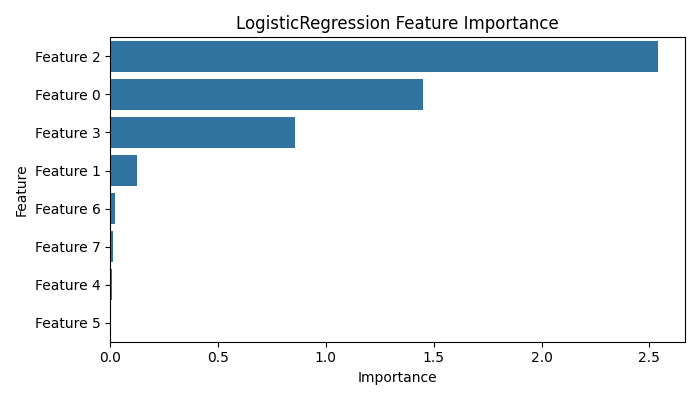 LogisticRegression Feature Importance
Feature 2
Feature 0
Feature 3
Feature 1
Feature 6
Feature 7
Feature 4
Feature 5
Feature
0.0 0.5 1.0 1.5 2.0 2.5
Importance